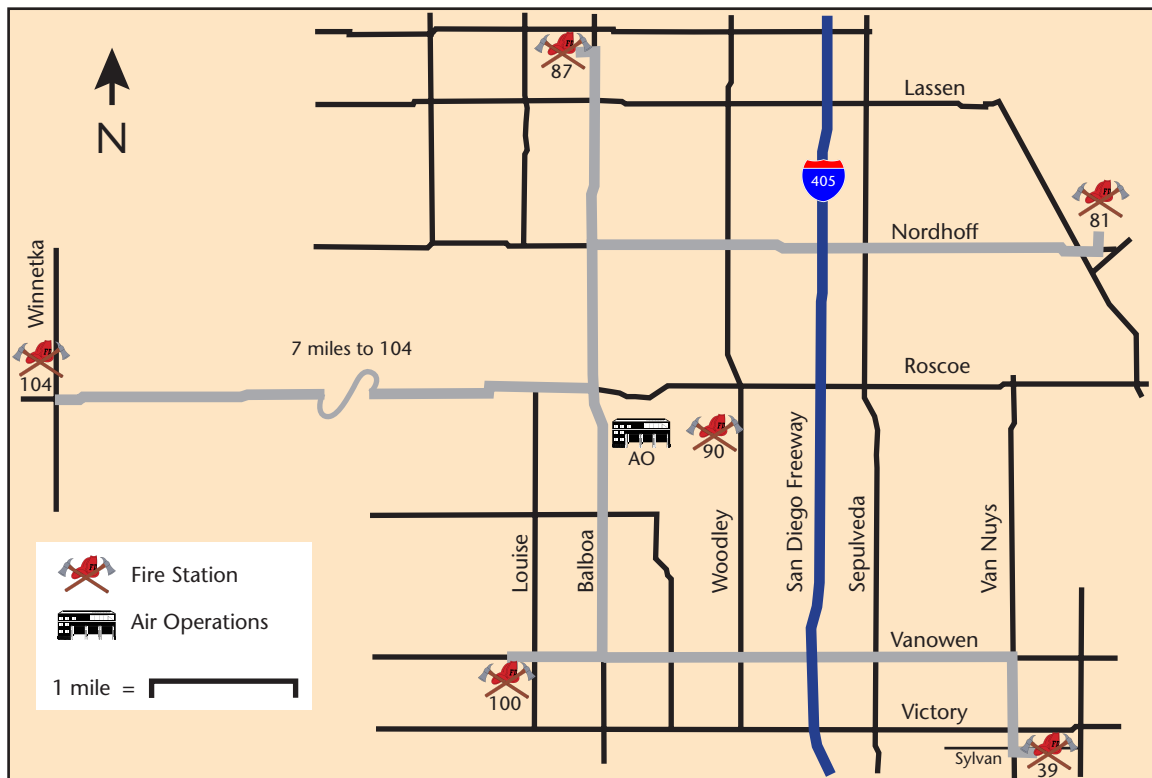 87
N
Lassen
405
81
Nordhoff
Winnetka
7 miles to 104
104
Roscoe
AO
90
Louise
Balboa
Woodley
San Diego Freeway
Sepulveda
Van Nuys
Fire Station
Air Operations
1 mile =
Vanowen
100
Victory
Sylvan
39